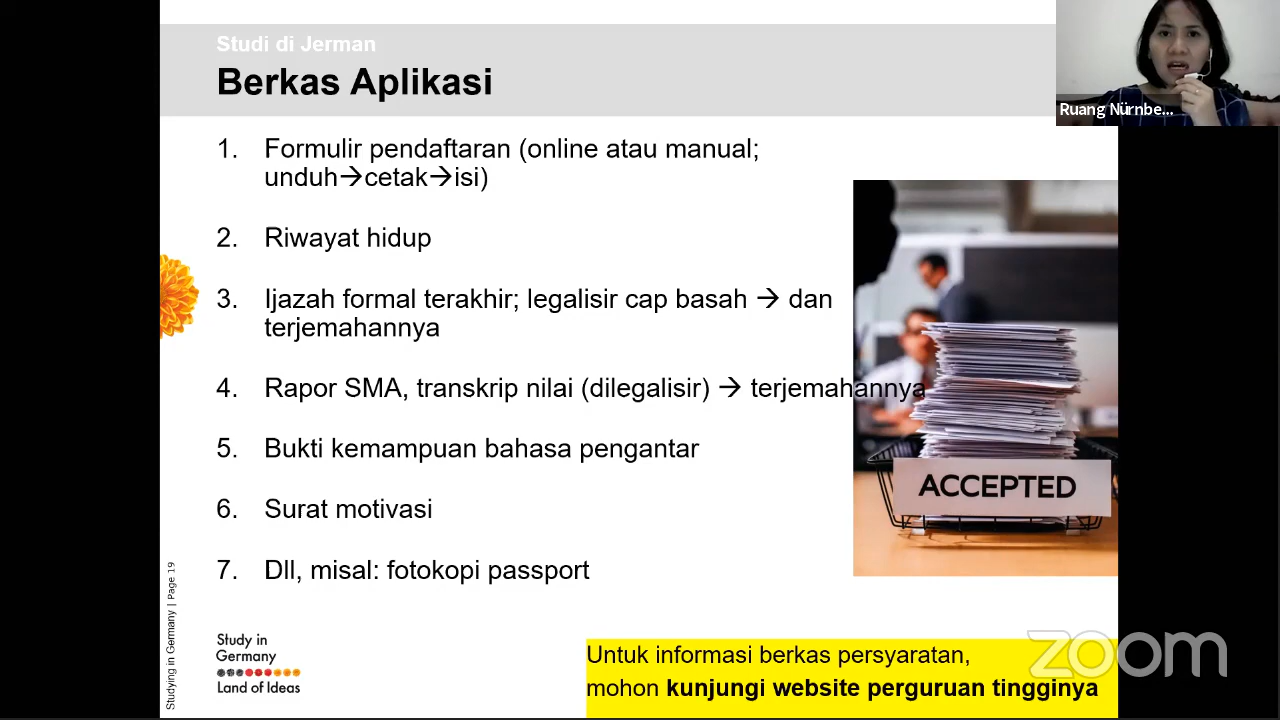 Studi di Jerman
Berkas Aplikasi
Ruang Nürnbe...
1. Formulir pendaftaran (online atau manual;
unduh→cetak→isi)
2. Riwayat hidup
3. Ijazah formal terakhir; legalisir cap basah → dan
terjemahannya
4. Rapor SMA, transkrip nilai (dilegalisir) → terjemahannya
5. Bukti kemampuan bahasa pengantar
6. Surat motivasi
7. Dll, misal: fotokopi passport
ACCEPTED
Studying in Germany | Page 19
Study in
Germany
Land of Ideas
Untuk informasi berkas persyaratan,
mohon kunjungi website perguruan tingginya
zoom